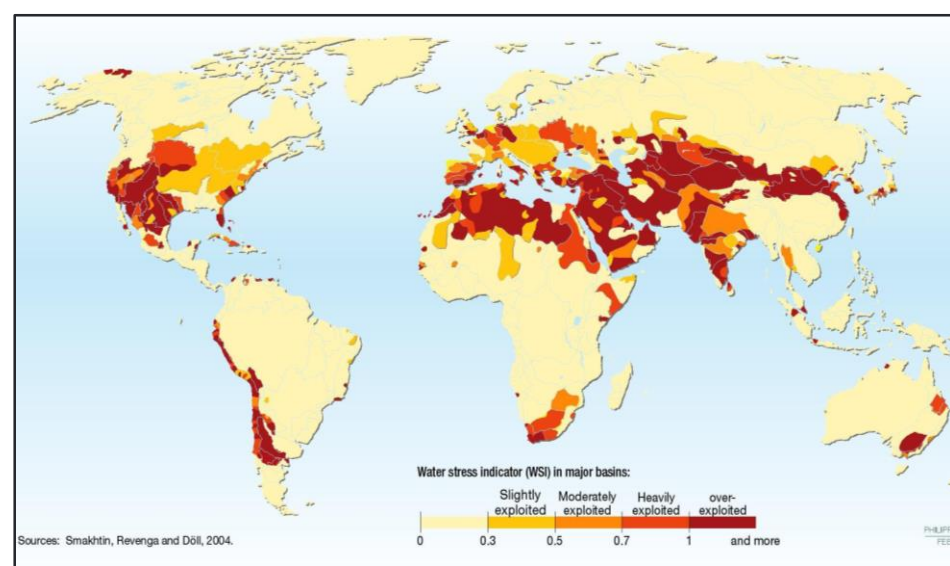 Water stress indicator (WSI) in major basins:
Slightly exploited
Moderately exploited
Heavily exploited
over-exploited
0
0.3
0.5
0.7
1
and more
Sources: Smakhtin, Revenga and Döll, 2004.